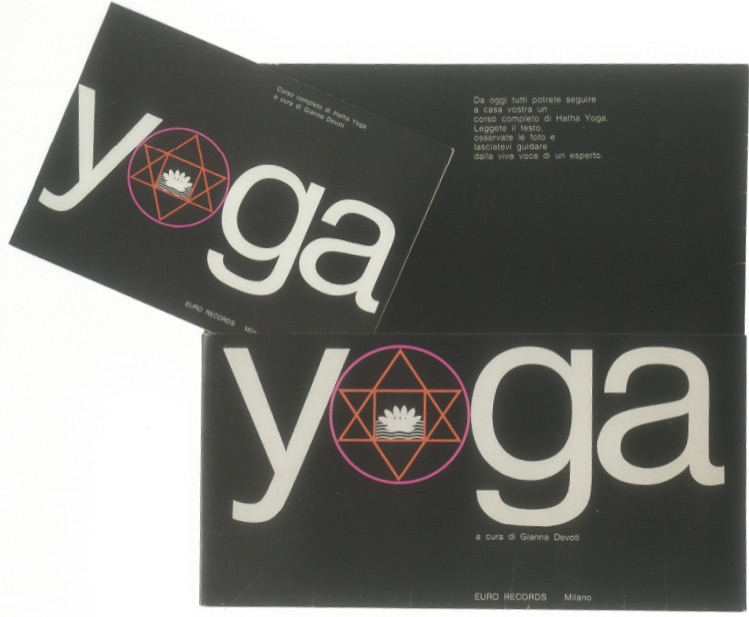 yoga
Corso completo di Hatha Yoga
a cura di Gianna Devoti
EURO RECORDS
Da oggi tutti potrete seguire
a casa vostra un
corso completo di Hatha Yoga.
Leggete il testo,
osservate le foto e
lasciatevi guidare
dalla viva voce di un esperto.
yoga
a cura di Gianna Devoti
EURO RECORDS Milano